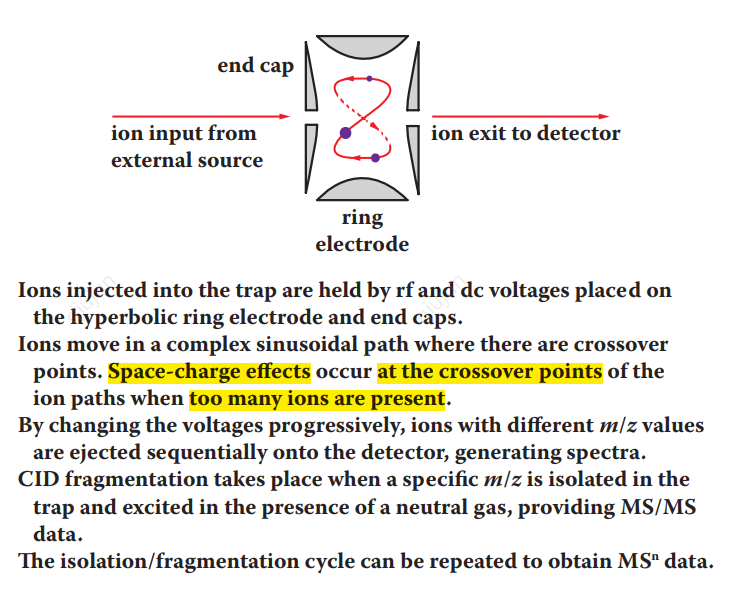 end cap
ion input from
external source
ion exit to detector
ring
electrode
Ions injected into the trap are held by rf and dc voltages placed on
the hyperbolic ring electrode and end caps.
Ions move in a complex sinusoidal path where there are crossover
points. Space-charge effects occur at the crossover points of the
ion paths when too many ions are present.
By changing the voltages progressively, ions with different m/z values
are ejected sequentially onto the detector, generating spectra.
CID fragmentation takes place when a specific m/z is isolated in the
trap and excited in the presence of a neutral gas, providing MS/MS
data.
The isolation/fragmentation cycle can be repeated to obtain MSⁿ data.